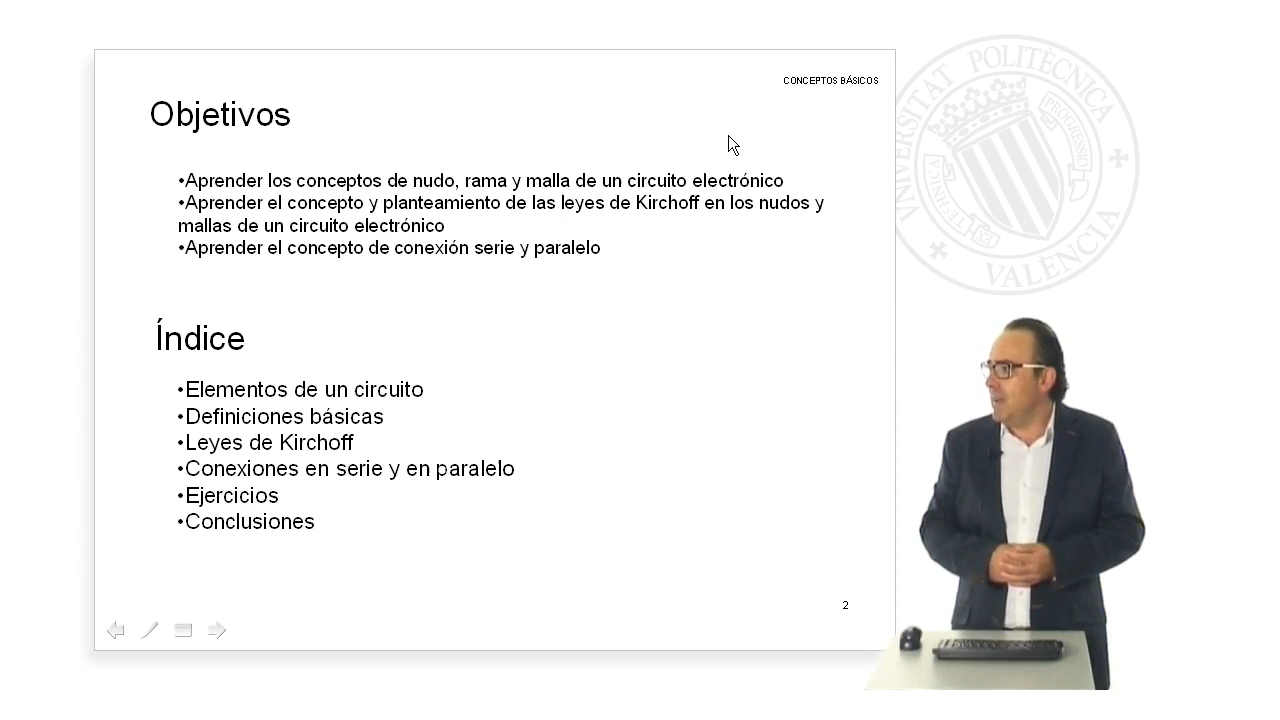 CONCEPTOS BÁSICOS
Objetivos
•Aprender los conceptos de nudo, rama y malla de un circuito electrónico
•Aprender el concepto y planteamiento de las leyes de Kirchoff en los nudos y
mallas de un circuito electrónico
•Aprender el concepto de conexión serie y paralelo
Índice
•Elementos de un circuito
•Definiciones básicas
•Leyes de Kirchoff
•Conexiones en serie y en paralelo
•Ejercicios
•Conclusiones
2
UNIVERSITAT POLITÈCNICA
VALÈNCIA